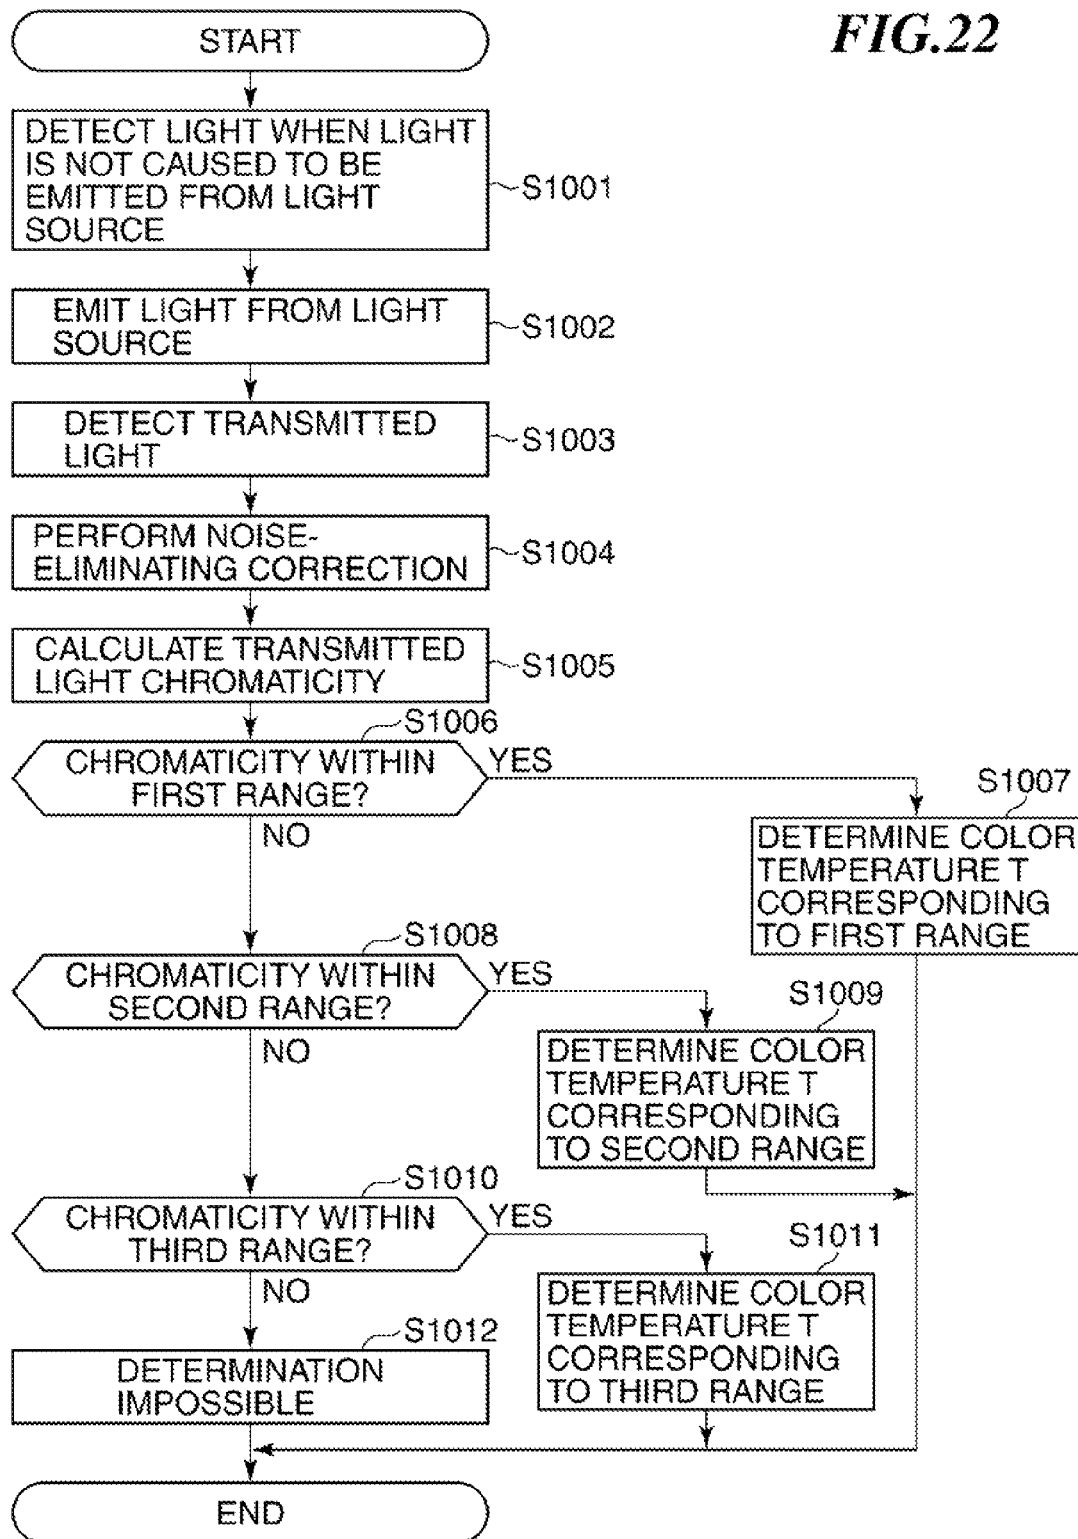 FIG.22
START
DETECT LIGHT WHEN LIGHT
IS NOT CAUSED TO BE
EMITTED FROM LIGHT
SOURCE
S1001
EMIT LIGHT FROM LIGHT
SOURCE
S1002
DETECT TRANSMITTED
LIGHT
S1003
PERFORM NOISE-
ELIMINATING CORRECTION
S1004
CALCULATE TRANSMITTED
LIGHT CHROMATICITY
S1005
S1006
CHROMATICITY WITHIN
FIRST RANGE?
YES
NO
S1007
DETERMINE COLOR
TEMPERATURE T
CORRESPONDING
TO FIRST RANGE
S1008
CHROMATICITY WITHIN
SECOND RANGE?
YES
NO
S1009
DETERMINE COLOR
TEMPERATURE T
CORRESPONDING
TO SECOND RANGE
S1010
CHROMATICITY WITHIN
THIRD RANGE?
YES
NO
S1011
DETERMINE COLOR
TEMPERATURE T
CORRESPONDING
TO THIRD RANGE
S1012
DETERMINATION
IMPOSSIBLE
END